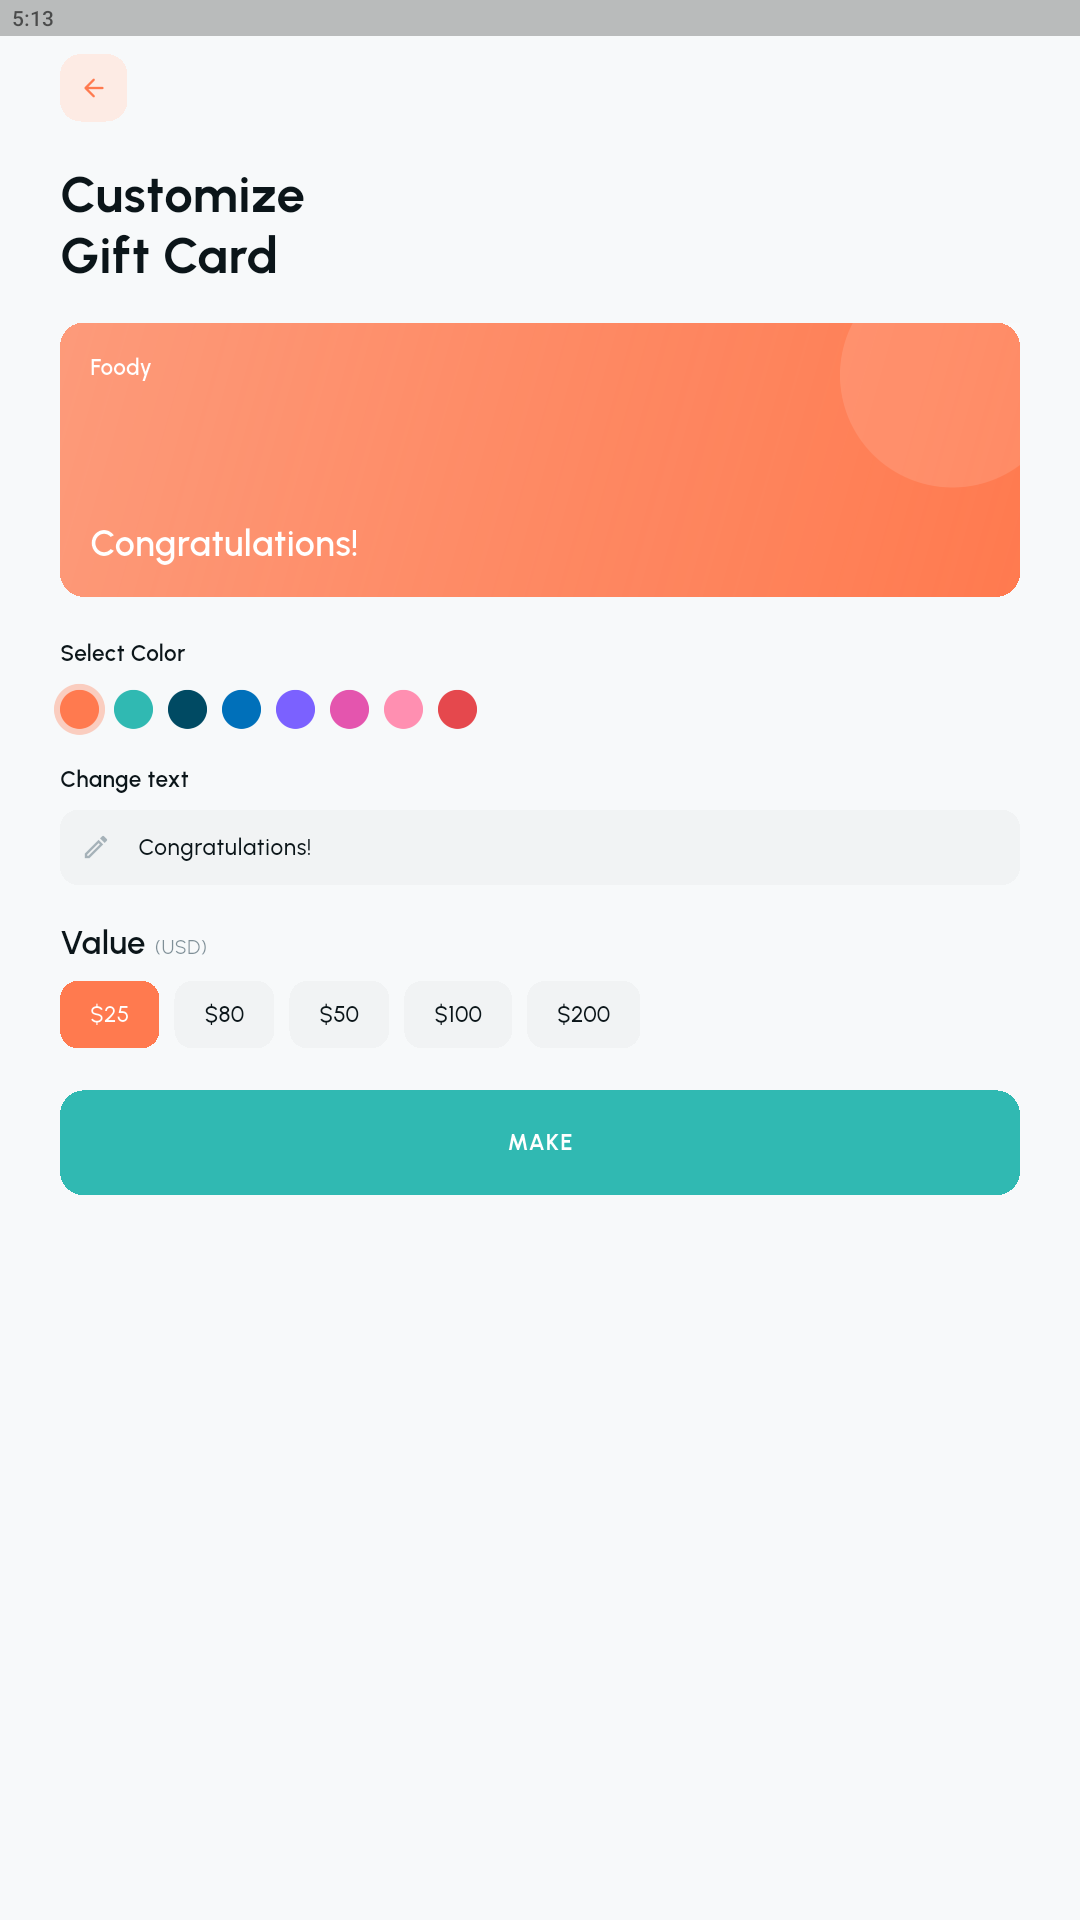 5:13
Customize
Gift Card
Foody
Congratulations!
Select Color
Change text
Congratulations!
Value (USD)
$25 $80 $50 $100 $200
MAKE